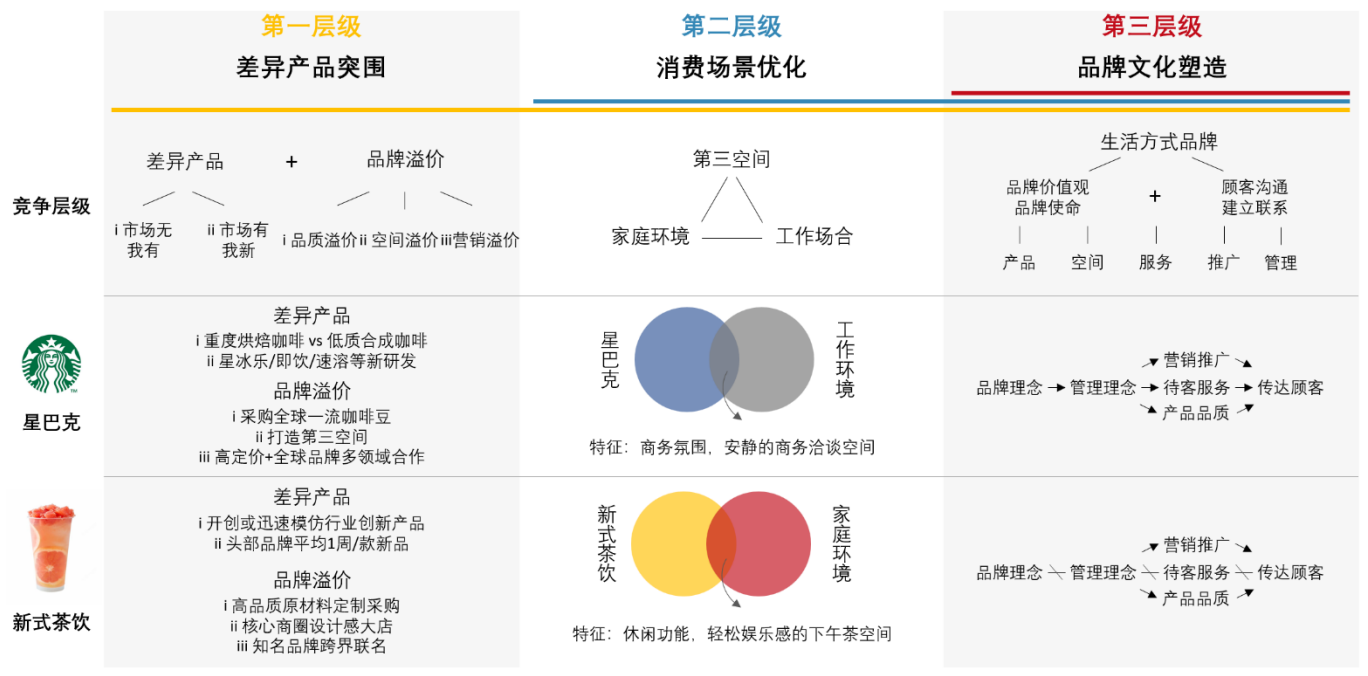 第一层级
差异产品突围
第二层级
消费场景优化
第三层级
品牌文化塑造
竞争层级
差异产品 + 品牌溢价
i 市场无
我有
ii 市场有
我新
i 品质溢价 ii 空间溢价 iii营销溢价
第三空间
家庭环境
工作场合
生活方式品牌
品牌价值观
品牌使命
+
顾客沟通
建立联系
产品 空间 服务 推广 管理
星巴克
差异产品
i 重度烘焙咖啡 vs 低质合成咖啡
ii 星冰乐/即饮/速溶等新研发
品牌溢价
i 采购全球一流咖啡豆
ii 打造第三空间
iii 高定价+全球品牌多领域合作
星巴克
工作环境
特征：商务氛围，安静的商务洽谈空间
营销推广
品牌理念 管理理念 待客服务 传达顾客
产品品质
新式茶饮
差异产品
i 开创或迅速模仿行业创新产品
ii 头部品牌平均1周/款新品
品牌溢价
i 高品质原材料定制采购
ii 核心商圈设计感大店
iii 知名品牌跨界联名
新式茶饮
家庭环境
特征：休闲功能，轻松娱乐感的下午茶空间
营销推广
品牌理念 管理理念 待客服务 传达顾客
产品品质